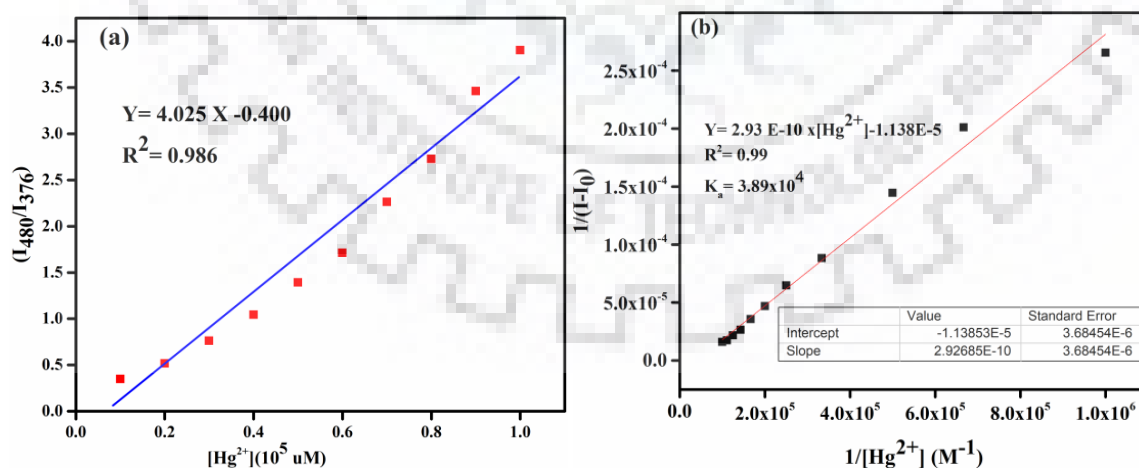 (a)
Y= 4.025 X -0.400
R²= 0.986
4.0
3.5
3.0
2.5
2.0
1.5
1.0
0.5
0.0
(I₄₈₀/I₃₇₆)
0.0 0.2 0.4 0.6 0.8 1.0
[Hg²⁺](10⁵ uM)
(b)
Y= 2.93 E-10 x[Hg²⁺]-1.138E-5
R²= 0.99
Kₐ= 3.89x10⁴
2.5x10⁻⁴
2.0x10⁻⁴
1.5x10⁻⁴
1.0x10⁻⁴
5.0x10⁻⁵
0.0
1/(I-I₀)
Value Standard Error
Intercept -1.13853E-5 3.68454E-6
Slope 2.92685E-10 3.68454E-6
0.0 2.0x10⁵ 4.0x10⁵ 6.0x10⁵ 8.0x10⁵ 1.0x10⁶
1/[Hg²⁺] (M⁻¹)